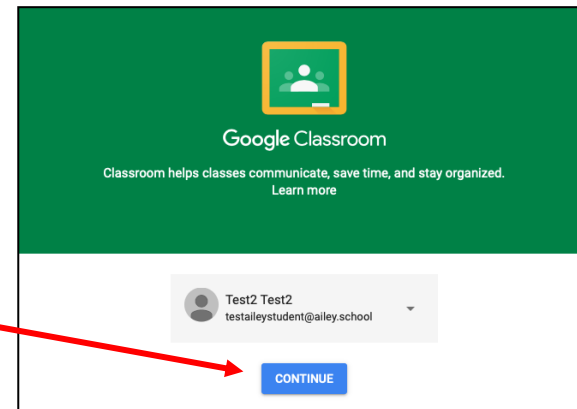 Google Classroom
Classroom helps classes communicate, save time, and stay organized.
Learn more
Test2 Test2
testaileystudent@ailey.school
CONTINUE